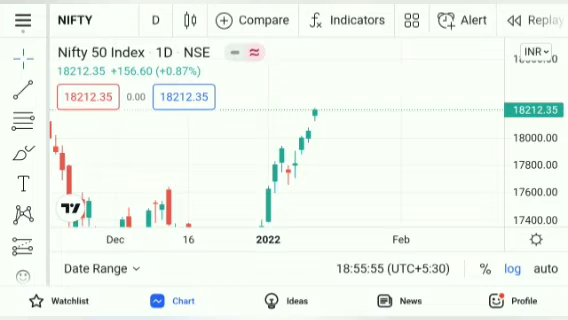 NIFTY D Compare Indicators Alert Replay
Nifty 50 Index · 1D · NSE
INR
18212.35 +156.60 (+0.87%)
18212.35 0.00 18212.35
18212.35
18000.00
17800.00
17600.00
17400.00
Dec 16 2022 Feb
Date Range 18:55:55 (UTC+5:30) % log auto
Watchlist Chart Ideas News Profile